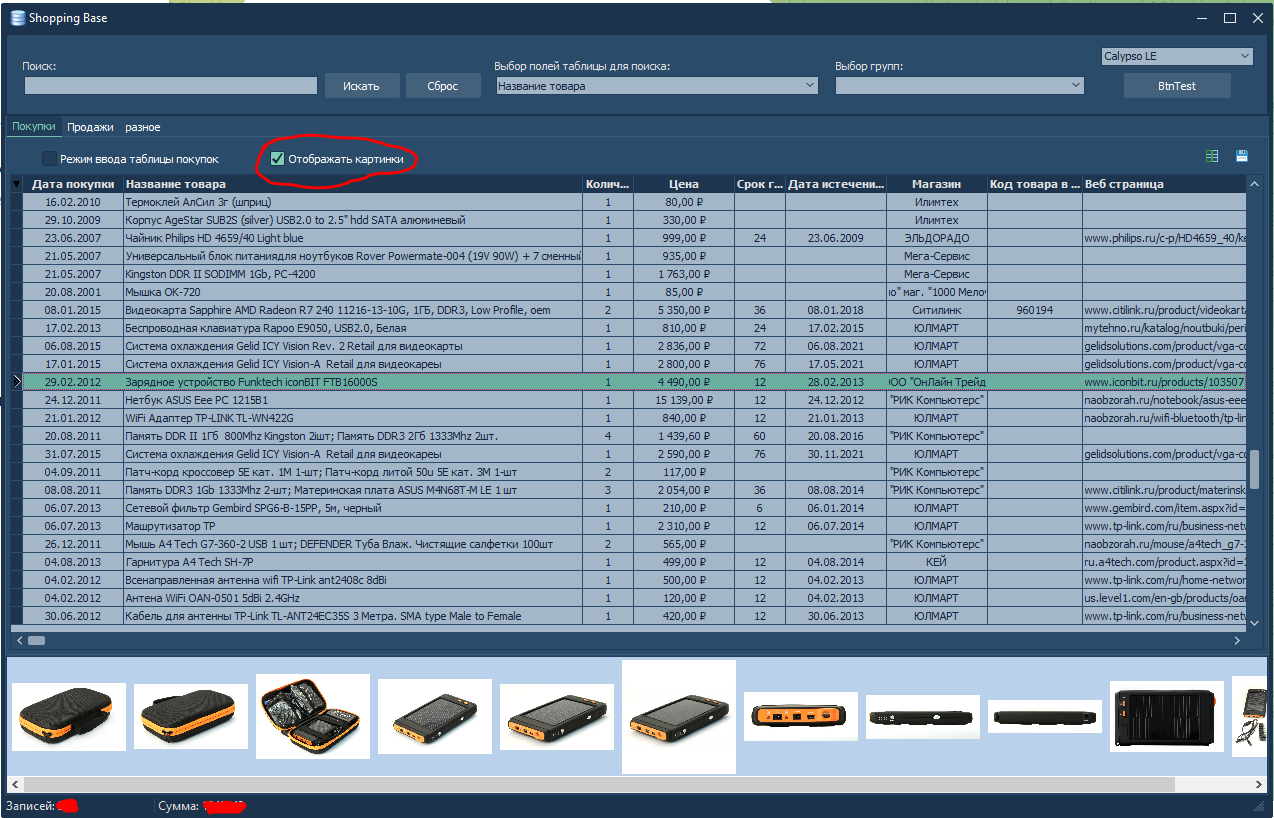 Shopping Base
Calypso LE
Поиск: Выбор полей таблицы для поиска: Выбор групп:
Искать Сброс Название товара BtnTest
Покупки Продажи разное
Режим ввода таблицы покупок Отображать картинки
Дата покупки Название товара Колич... Цена Срок г... Дата истечени... Магазин Код товара в ... Веб страница
16.02.2010 Термоклей АлСил 3г (шприц) 1 80,00 ₽ Илимтех
29.10.2009 Корпус AgeStar SUB2S (silver) USB2.0 to 2.5" hdd SATA алюминевый 1 330,00 ₽ Илимтех
23.06.2007 Чайник Philips HD 4659/40 Light blue 1 999,00 ₽ 24 23.06.2009 ЭЛЬДОРАДО www.philips.ru/c-p/HD4659_40/ke
21.05.2007 Универсальный блок питаниядля ноутбуков Rover Powermate-004 (19V 90W) + 7 сменный 1 935,00 ₽ Мега-Сервис
21.05.2007 Kingston DDR II SODIMM 1Gb, PC-4200 1 1 763,00 ₽ Мега-Сервис
20.08.2001 Мышка OK-720 1 85,00 ₽ ю" маг. "1000 Мелоч
08.01.2015 Видеокарта Sapphire AMD Radeon R7 240 11216-13-10G, 1ГБ, DDR3, Low Profile, oem 2 5 350,00 ₽ 36 08.01.2018 Ситилинк 960194 www.citilink.ru/product/videokarta
17.02.2013 Беспроводная клавиатура Rapoo E9050, USB2.0, Белая 1 810,00 ₽ 24 17.02.2015 ЮЛМАРТ mytehno.ru/katalog/noutbuki/peri
06.08.2015 Система охлаждения Gelid ICY Vision Rev. 2 Retail для видеокарты 1 2 836,00 ₽ 72 06.08.2021 ЮЛМАРТ gelidsolutions.com/product/vga-co
17.01.2015 Система охлаждения Gelid ICY Vision-A Retail для видеокареы 1 2 800,00 ₽ 76 17.05.2021 ЮЛМАРТ gelidsolutions.com/product/vga-co
29.02.2012 Зарядное устройство Funktech iconBIT FTB16000S 1 4 490,00 ₽ 12 28.02.2013 ООО "ОнЛайн Трейд www.iconbit.ru/products/103507
24.12.2011 Нетбук ASUS Eee PC 1215B1 1 15 139,00 ₽ 12 24.12.2012 "РИК Компьютерс" naobzorah.ru/notebook/asus-eee
21.01.2012 WiFi Адаптер TP-LINK TL-WN422G 1 840,00 ₽ 12 21.01.2013 ЮЛМАРТ naobzorah.ru/wifi-bluetooth/tp-lin
20.08.2011 Память DDR II 1Гб 800Mhz Kingston 2iшт; Память DDR3 2Гб 1333Mhz 2шт. 4 1 439,60 ₽ 60 20.08.2016 "РИК Компьютерс"
31.07.2015 Система охлаждения Gelid ICY Vision-A Retail для видеокареы 1 2 590,00 ₽ 76 30.11.2021 ЮЛМАРТ gelidsolutions.com/product/vga-co
04.09.2011 Патч-корд кроссовер 5Е кат. 1М 1-шт; Патч-корд литой 50u 5Е кат. 3М 1-шт 2 117,00 ₽ "РИК Компьютерс"
08.08.2011 Память DDR3 1Gb 1333Mhz 2-шт; Материнская плата ASUS M4N68T-M LE 1 шт 3 2 054,00 ₽ 36 08.08.2014 "РИК Компьютерс" www.citilink.ru/product/materinsk
06.07.2013 Сетевой фильтр Gembird SPG6-B-15PP, 5м, черный 1 210,00 ₽ 6 06.01.2014 ЮЛМАРТ www.gembird.com/item.aspx?id=
06.07.2013 Машрутизатор TP 1 2 310,00 ₽ 12 06.07.2014 ЮЛМАРТ www.tp-link.com/ru/business-netw
26.12.2011 Мышь A4 Tech G7-360-2 USB 1 шт; DEFENDER Туба Влаж. Чистящие салфетки 100шт 2 565,00 ₽ "РИК Компьютерс" naobzorah.ru/mouse/a4tech_g7-3
04.08.2013 Гарнитура A4 Tech SH-7P 1 499,00 ₽ 12 04.08.2014 КЕЙ ru.a4tech.com/product.aspx?id=
04.02.2012 Всенаправленная антенна wifi TP-Link ant2408c 8dBi 1 500,00 ₽ 12 04.02.2013 ЮЛМАРТ www.tp-link.com/ru/home-networ
04.02.2012 Антена WiFi OAN-0501 5dBi 2.4GHz 1 120,00 ₽ 12 04.02.2013 ЮЛМАРТ us.level1.com/en-gb/products/oan
30.06.2012 Кабель для антенны TP-Link TL-ANT24EC35S 3 Метра. SMA type Male to Female 1 420,00 ₽ 12 30.06.2013 ЮЛМАРТ www.tp-link.com/ru/business-netw
Записей: Сумма: